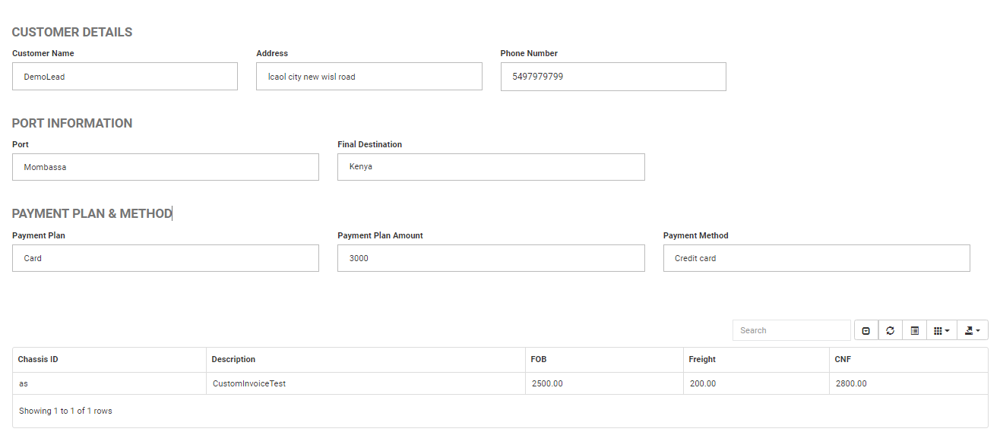 CUSTOMER DETAILS
Customer Name Address Phone Number
DemoLead lcaol city new wisl road 5497979799
PORT INFORMATION
Port Final Destination
Mombassa Kenya
PAYMENT PLAN & METHOD
Payment Plan Payment Plan Amount Payment Method
Card 3000 Credit card
Search
Chassis ID Description FOB Freight CNF
as CustomInvoiceTest 2500.00 200.00 2800.00
Showing 1 to 1 of 1 rows